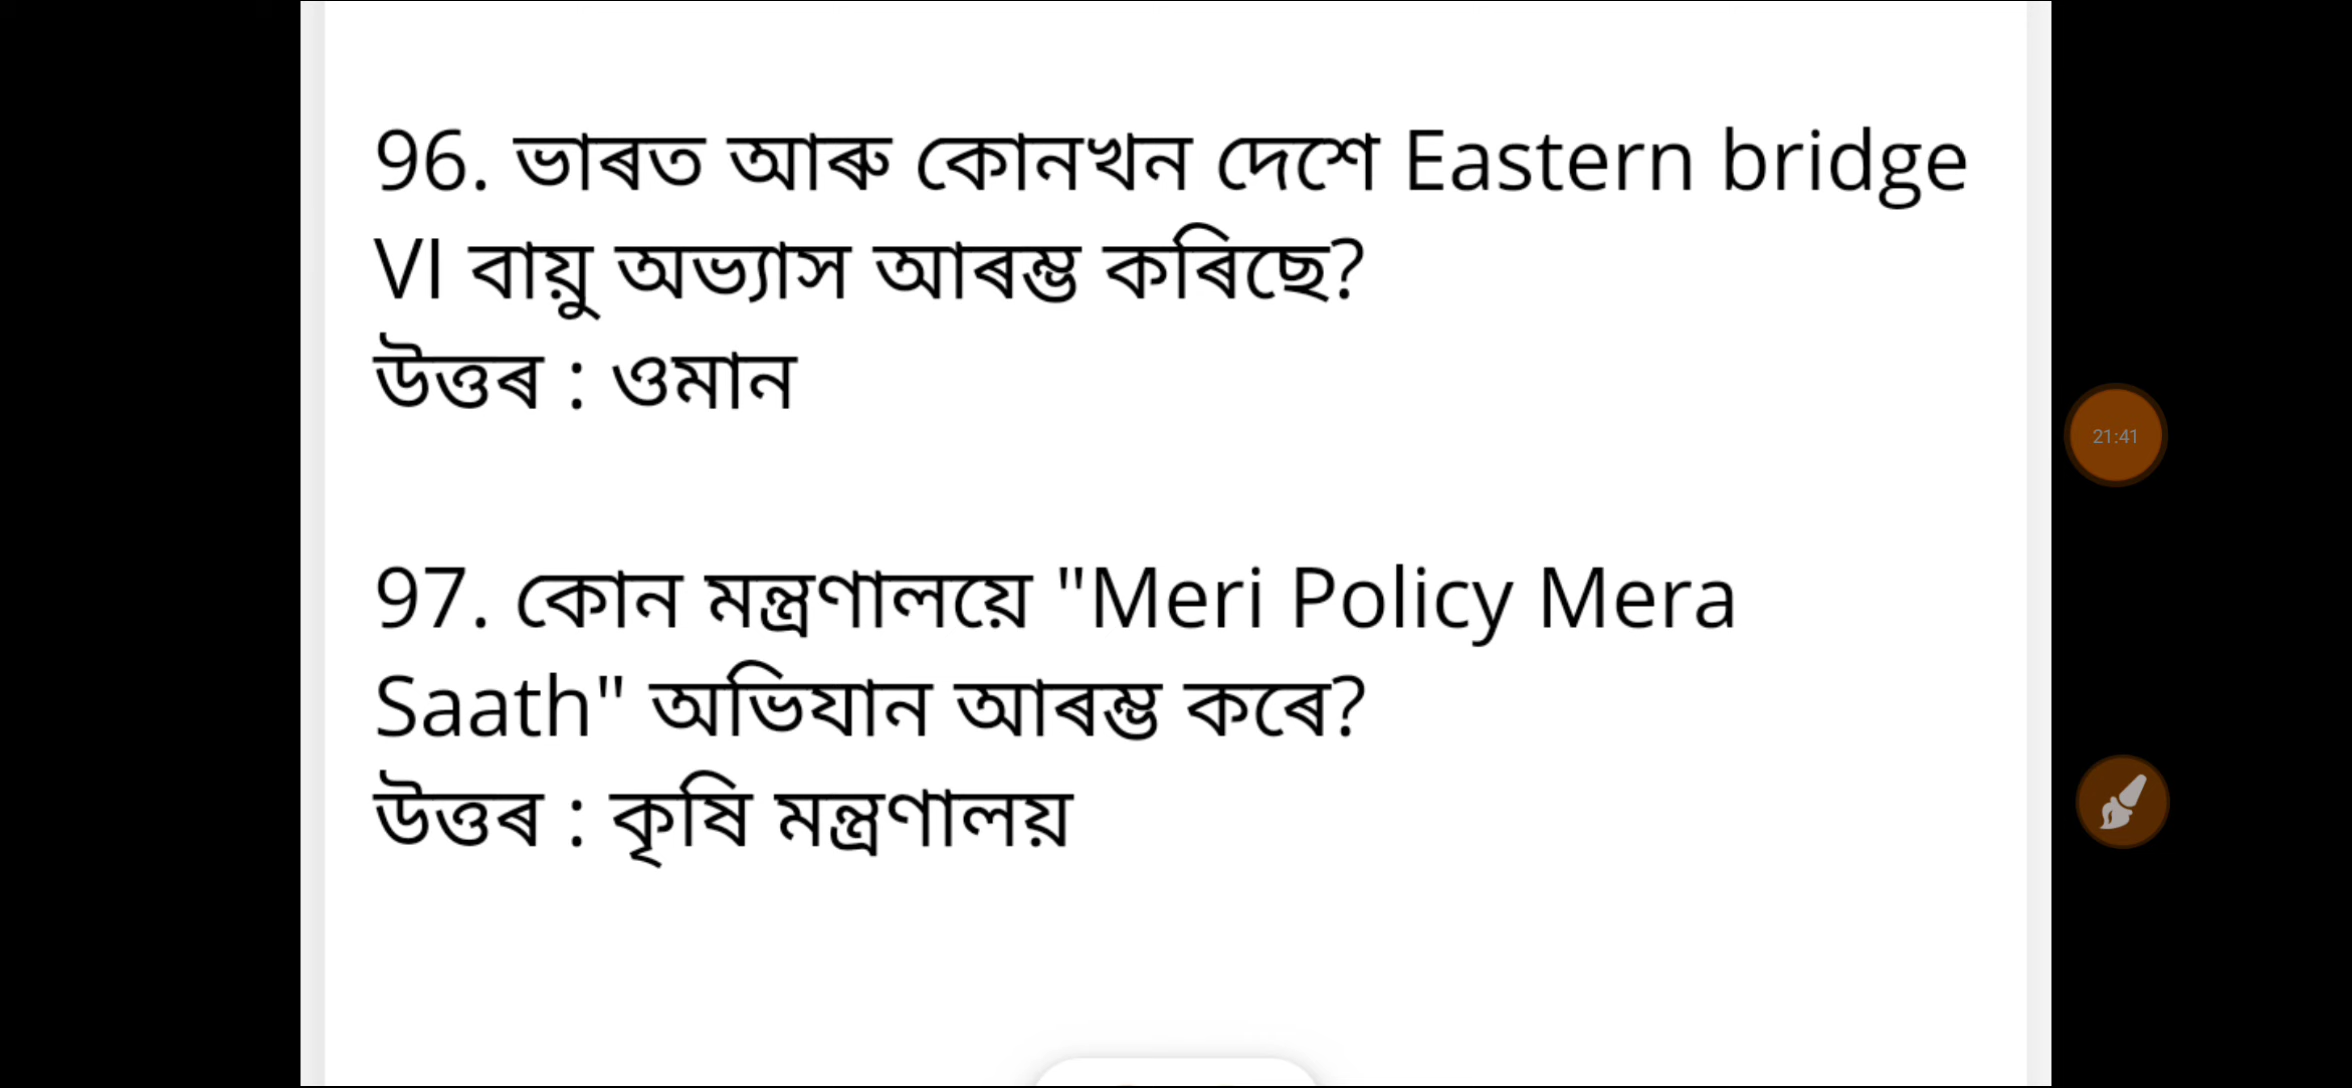 96. ভাৰত আৰু কোনখন দেশে Eastern bridge
VI বায়ু অভ্যাস আৰম্ভ কৰিছে?
উত্তৰ : ওমান
97. কোন মন্ত্ৰণালয়ে "Meri Policy Mera
Saath" অভিযান আৰম্ভ কৰে?
উত্তৰ : কৃষি মন্ত্ৰণালয়
21:41